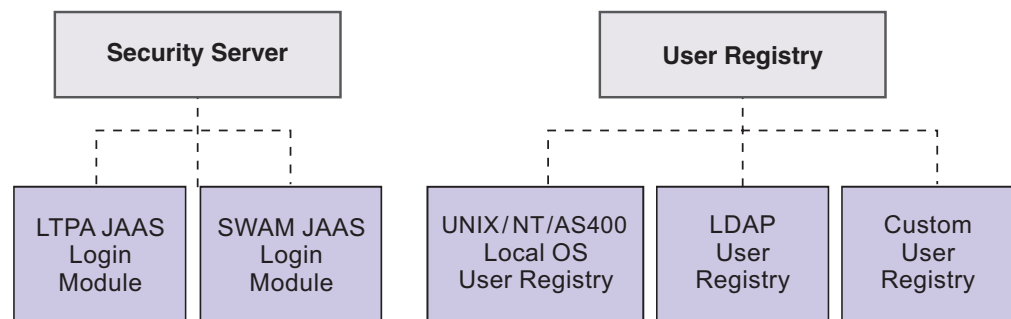 Security Server
User Registry
LTPA JAAS
Login
Module
SWAM JAAS
Login
Module
UNIX/NT/AS400
Local OS
User Registry
LDAP
User
Registry
Custom
User
Registry